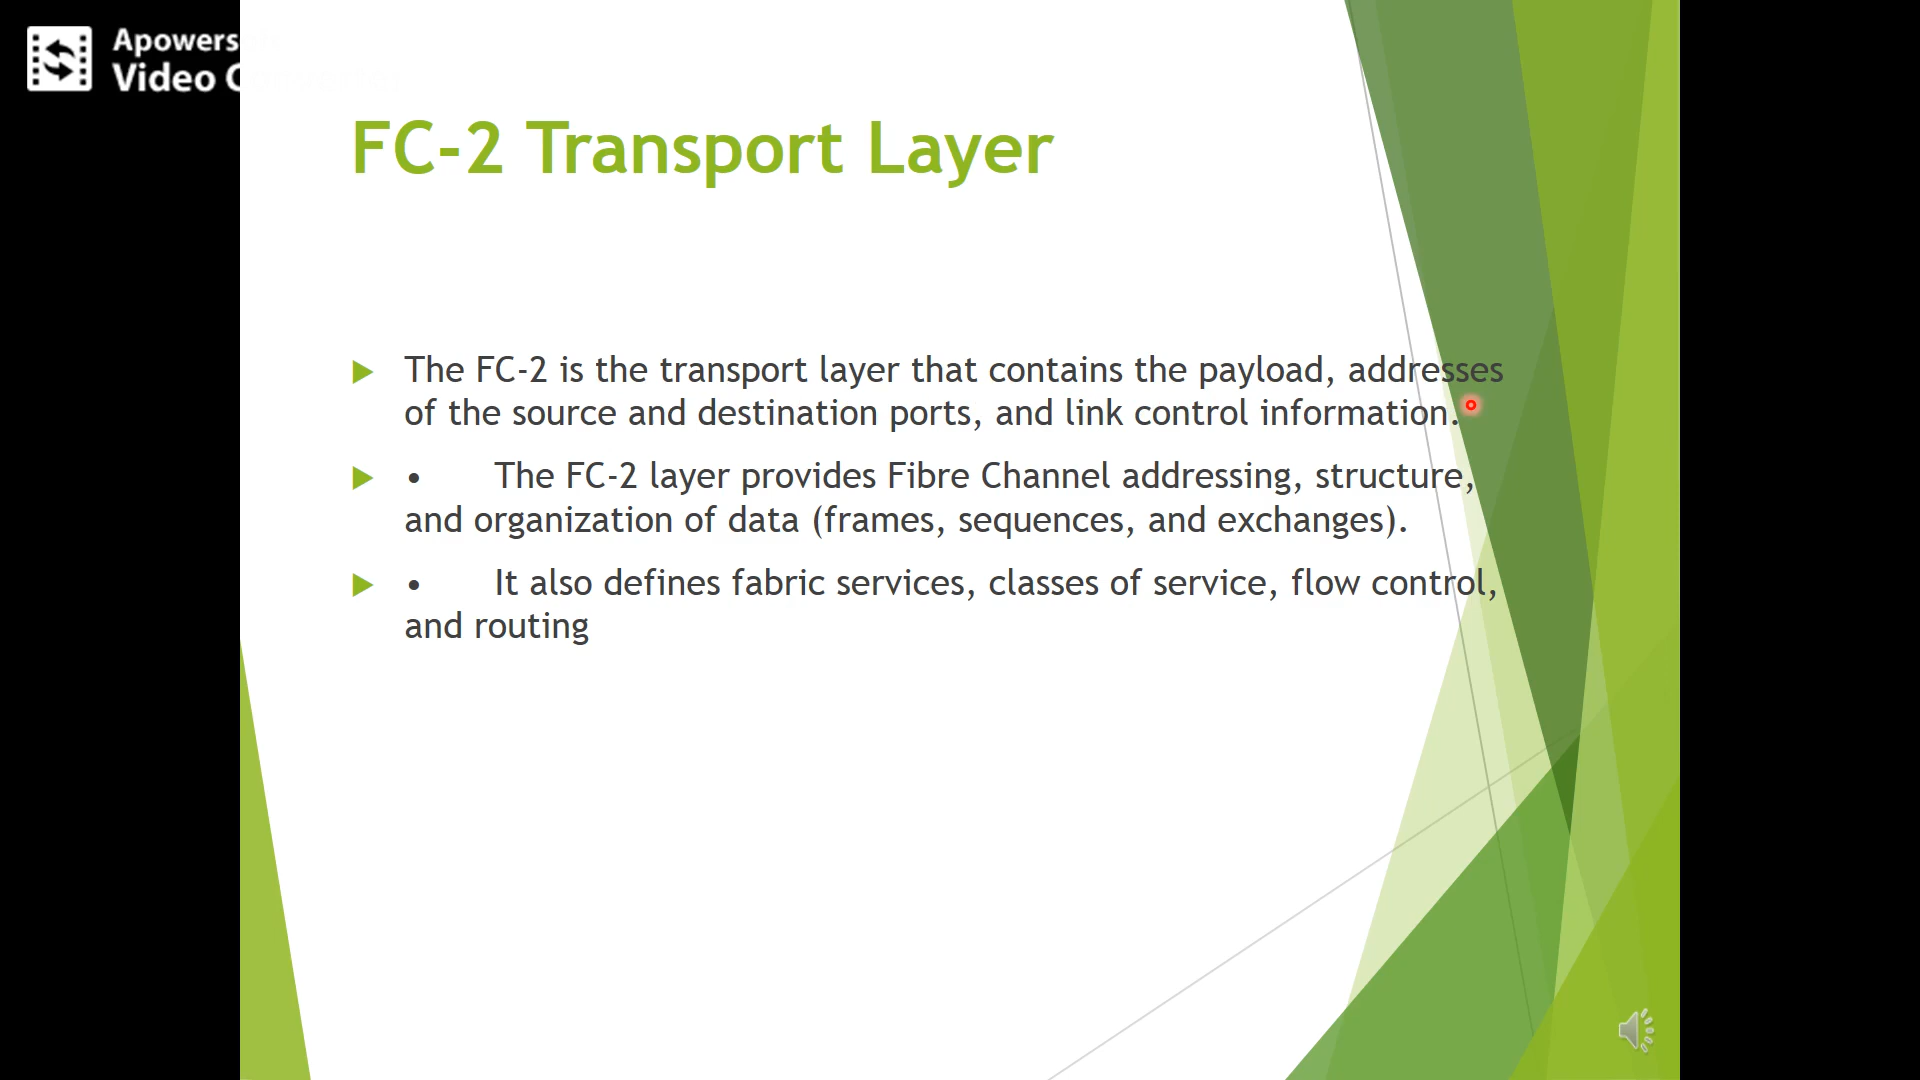 Apowers
Video C
FC-2 Transport Layer
The FC-2 is the transport layer that contains the payload, addresses
of the source and destination ports, and link control information.
• The FC-2 layer provides Fibre Channel addressing, structure,
and organization of data (frames, sequences, and exchanges).
• It also defines fabric services, classes of service, flow control,
and routing